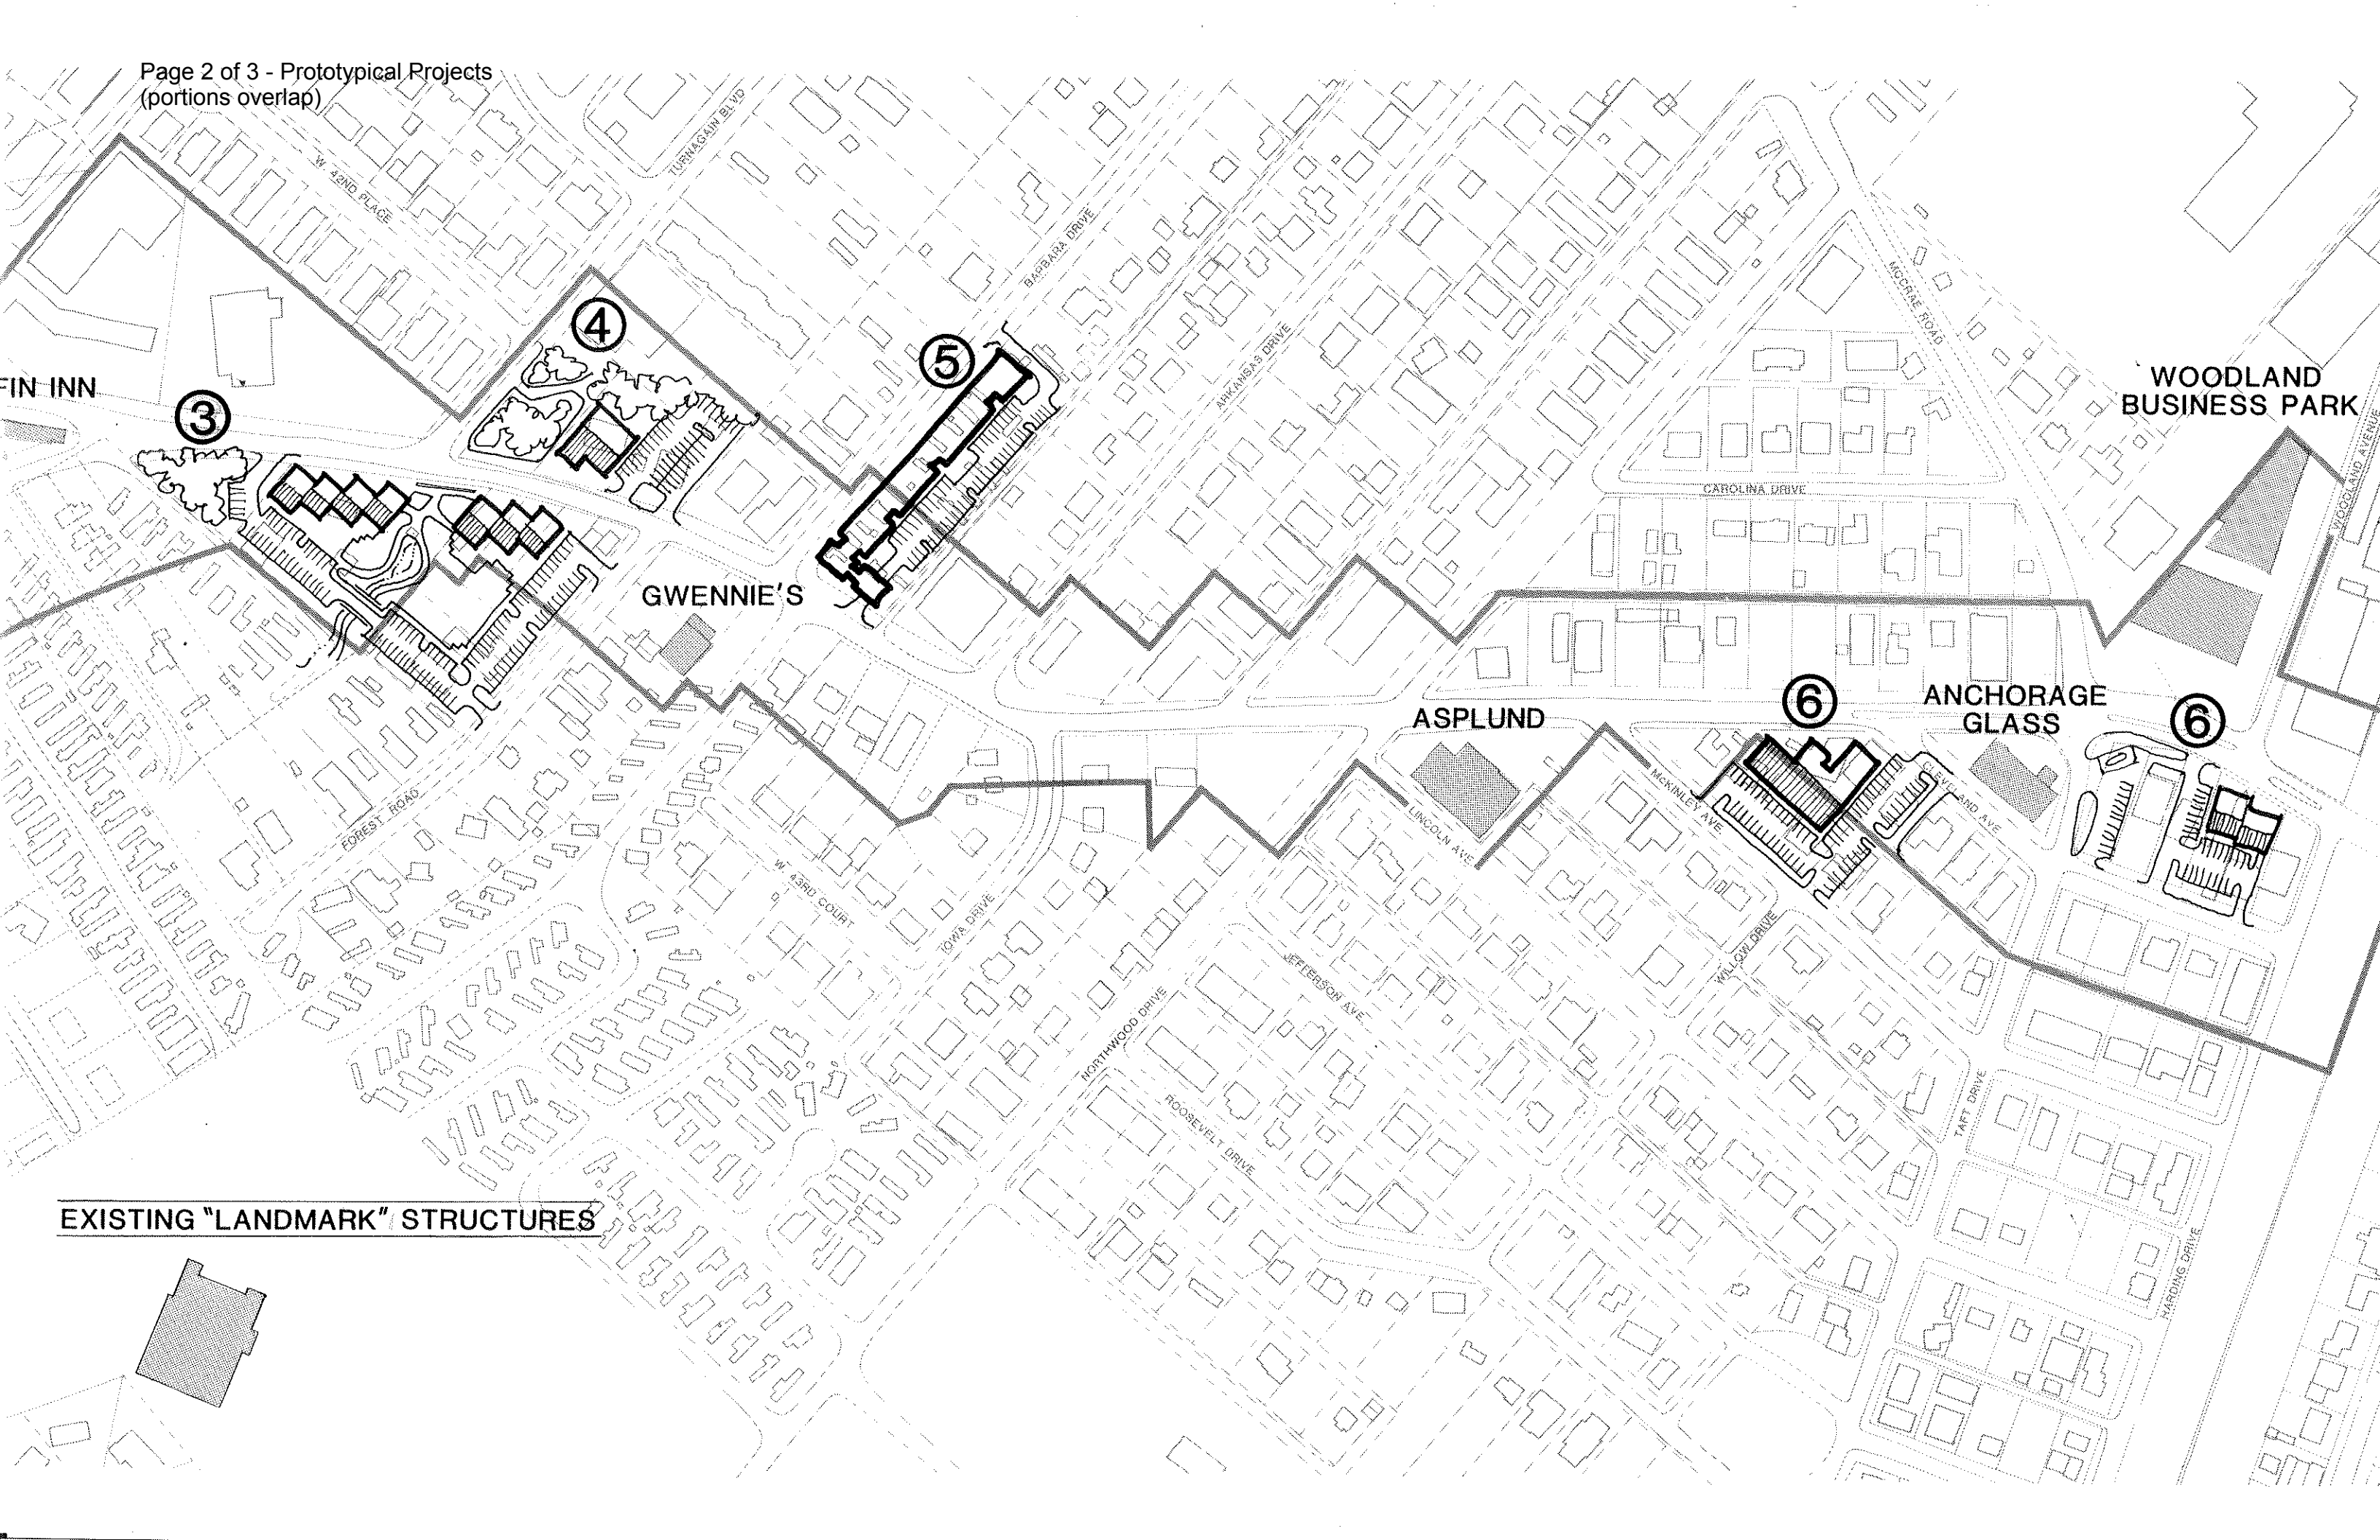 Page 2 of 3 - Prototypical Projects
(portions overlap)
TURNAGAIN BLVD
W. 42ND PLACE
BARBARA DRIVE
ARKANSAS DRIVE
MCCRAE ROAD
④
⑤
③
FIN INN
WOODLAND
BUSINESS PARK
WOODLAND AVENUE
CAROLINA DRIVE
GWENNIE'S
ASPLUND
⑥
ANCHORAGE
GLASS
⑥
McKINLEY AVE
CLEVELAND AVE
LINCOLN AVE
FOREST ROAD
W. 43RD COURT
IOWA DRIVE
WILLOW DRIVE
JEFFERSON AVE.
NORTHWOOD DRIVE
ROOSEVELT DRIVE
TAFT DRIVE
HARDING DRIVE
EXISTING "LANDMARK" STRUCTURES